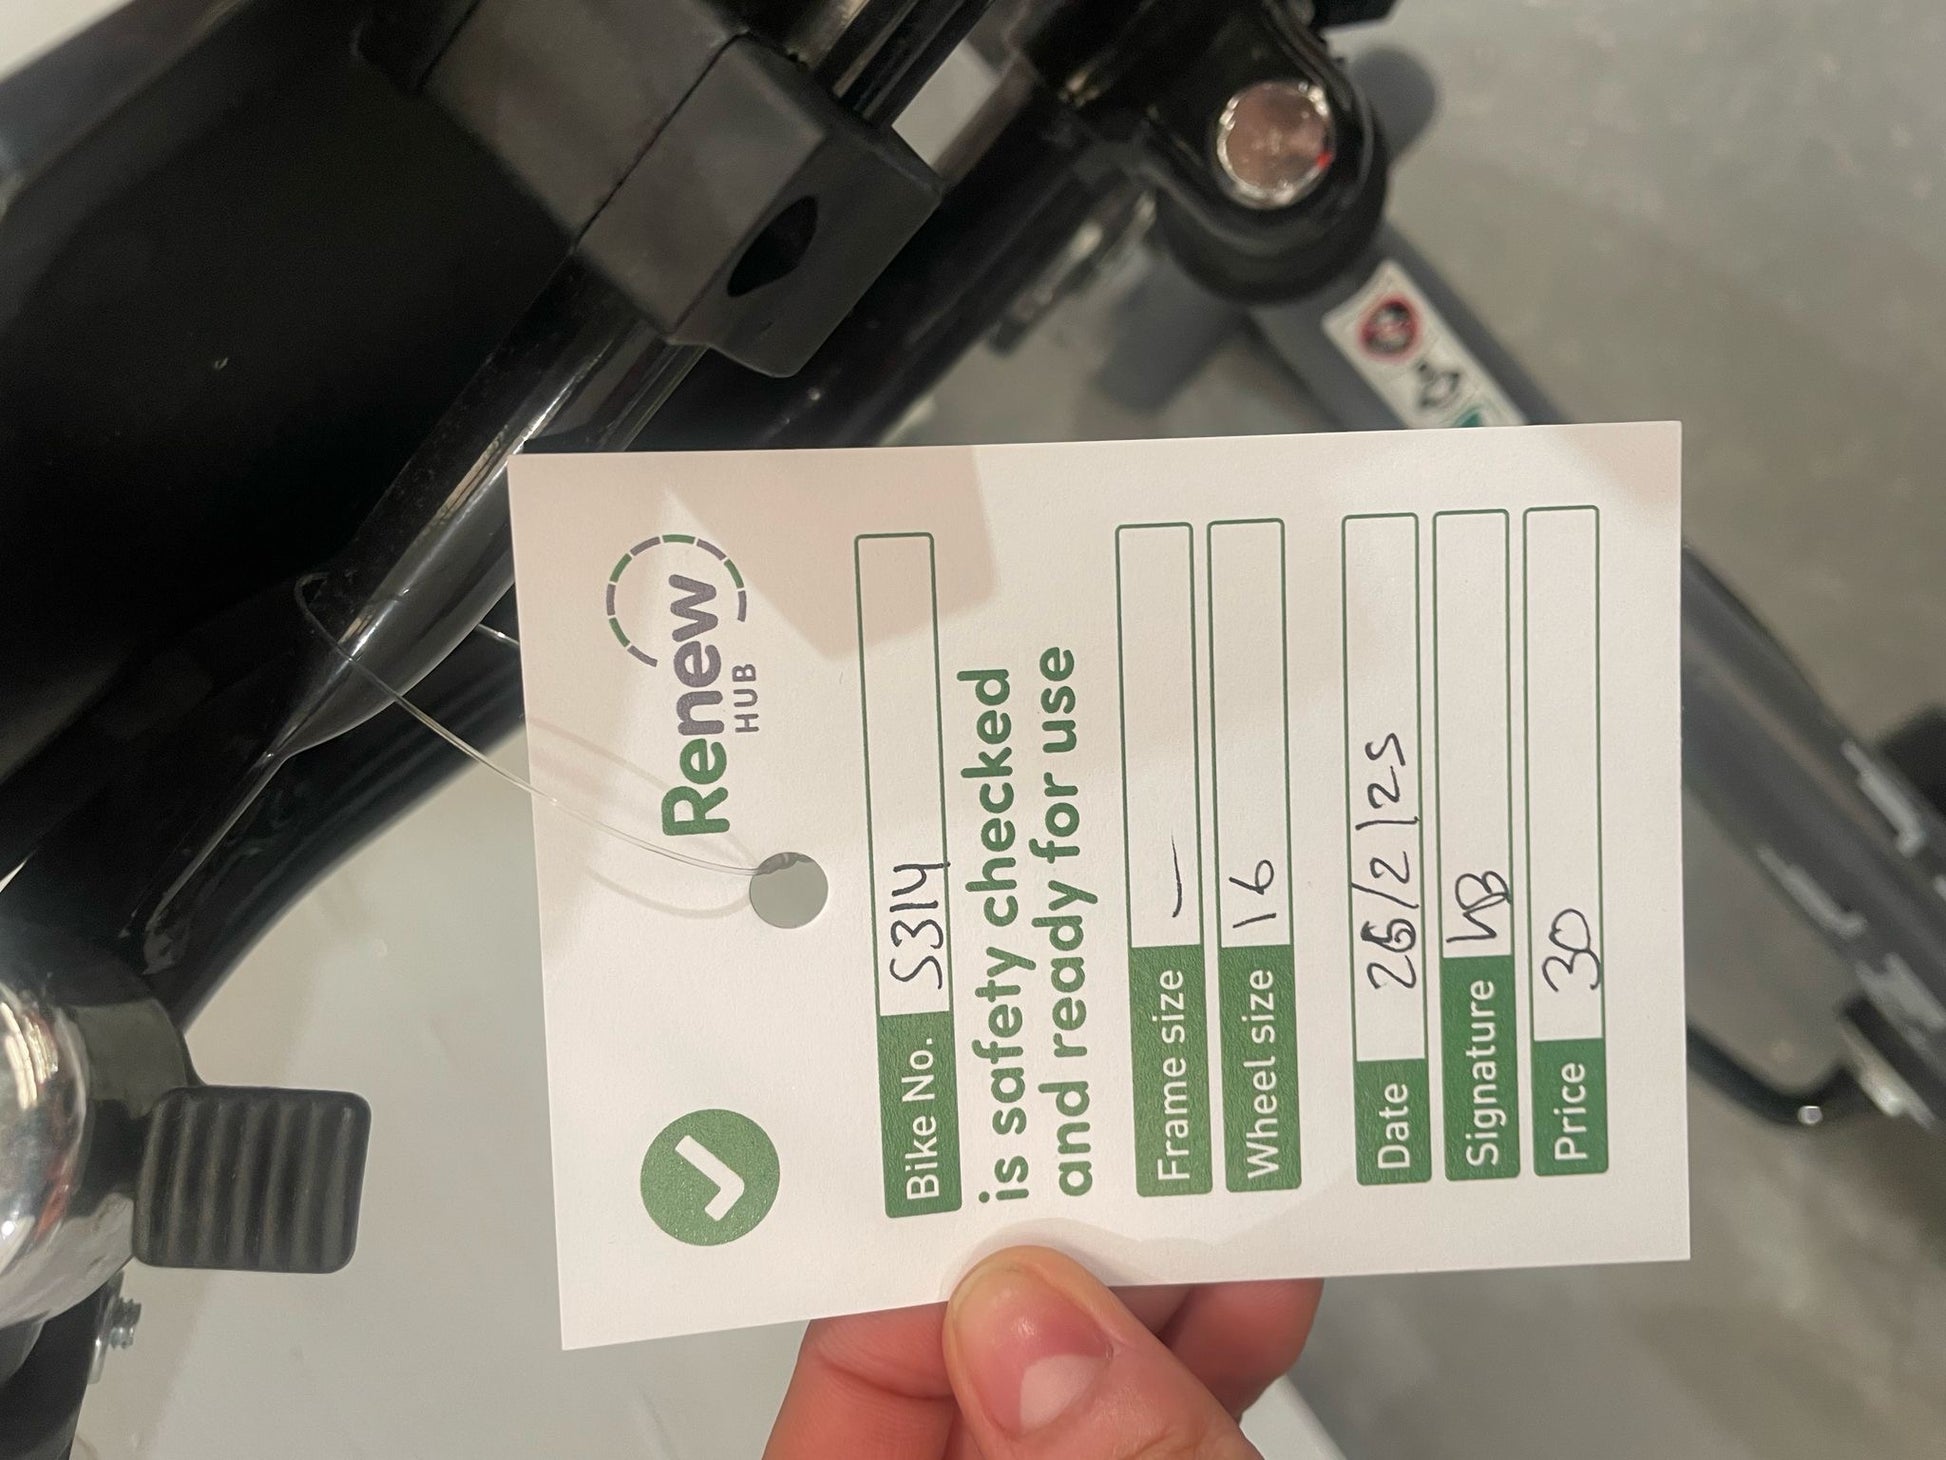 Renew
HUB
Bike No. 5314
is safety checked
and ready for use
Frame size —
Wheel size 16
Date 26/2/25
Signature
Price 30